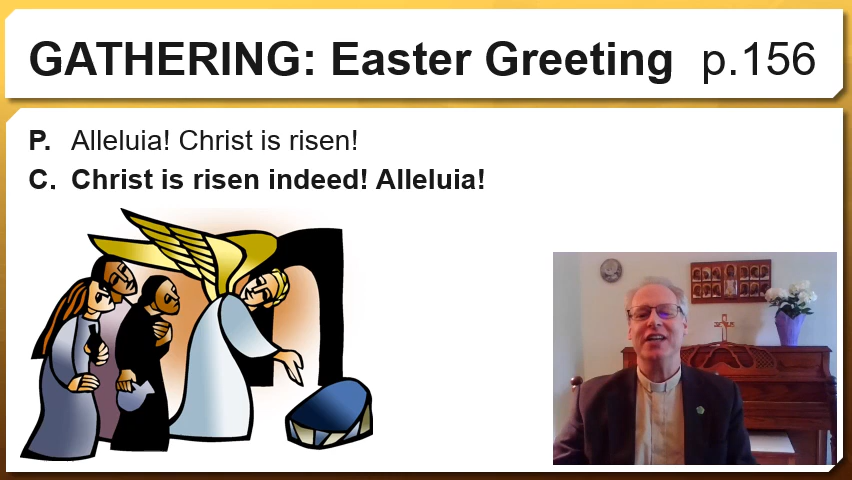 GATHERING: Easter Greeting p.156
P. Alleluia! Christ is risen!
C. Christ is risen indeed! Alleluia!